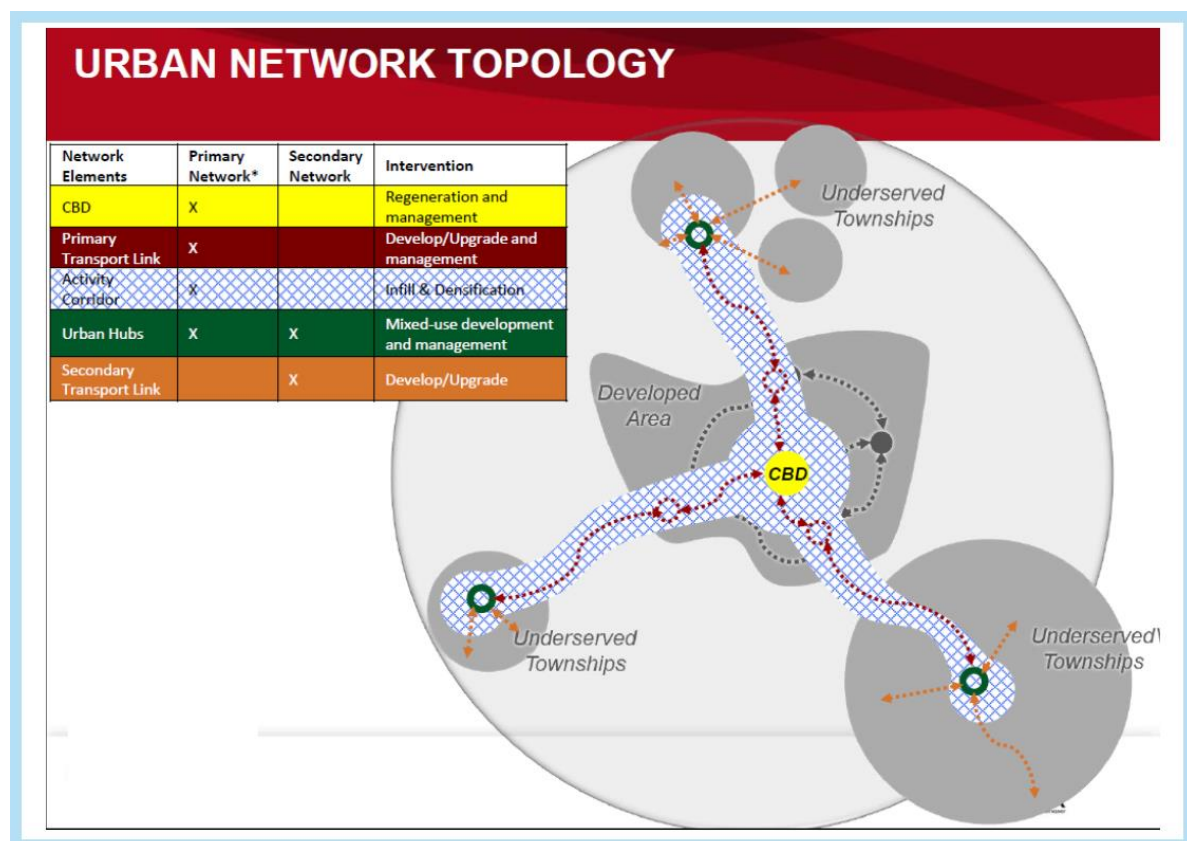 URBAN NETWORK TOPOLOGY
Network Elements Primary Network* Secondary Network Intervention
CBD X Regeneration and management
Primary Transport Link X Develop/Upgrade and management
Activity Corridor X Infill & Densification
Urban Hubs X X Mixed-use development and management
Secondary Transport Link X Develop/Upgrade
Underserved
Townships
Developed
Area
CBD
Underserved
Townships
Underserved
Townships